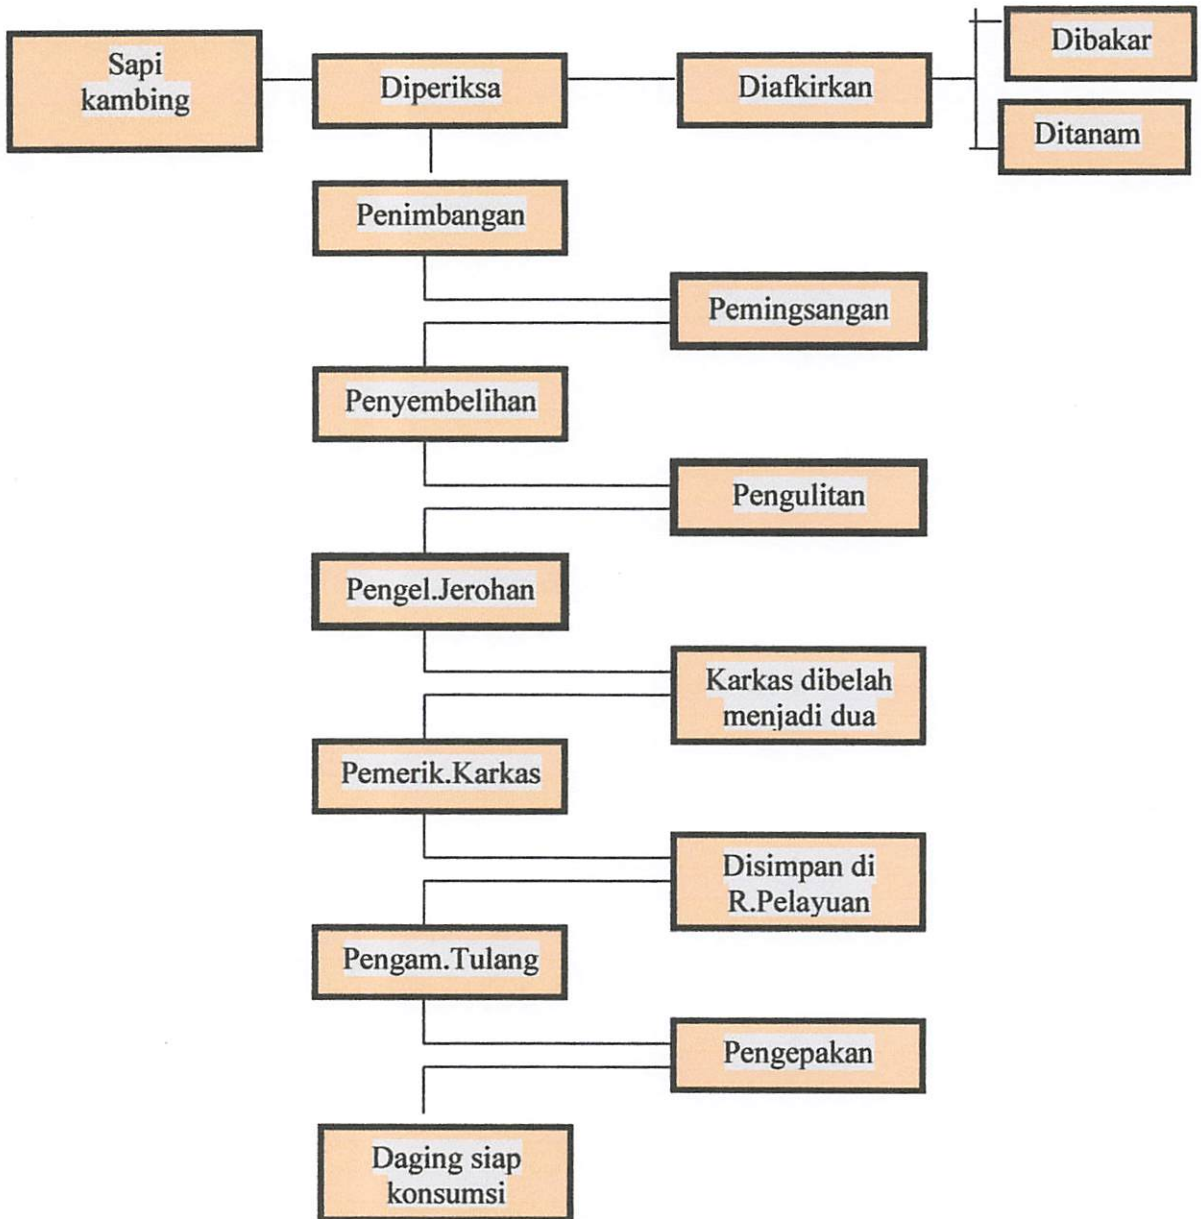 Sapi
kambing
Diperiksa
Diafkirkan
Dibakar
Ditanam
Penimbangan
Pemingsangan
Penyembelihan
Pengulitan
Pengel.Jerohan
Karkas dibelah
menjadi dua
Pemerik.Karkas
Disimpan di
R.Pelayuan
Pengam.Tulang
Pengepakan
Daging siap
konsumsi